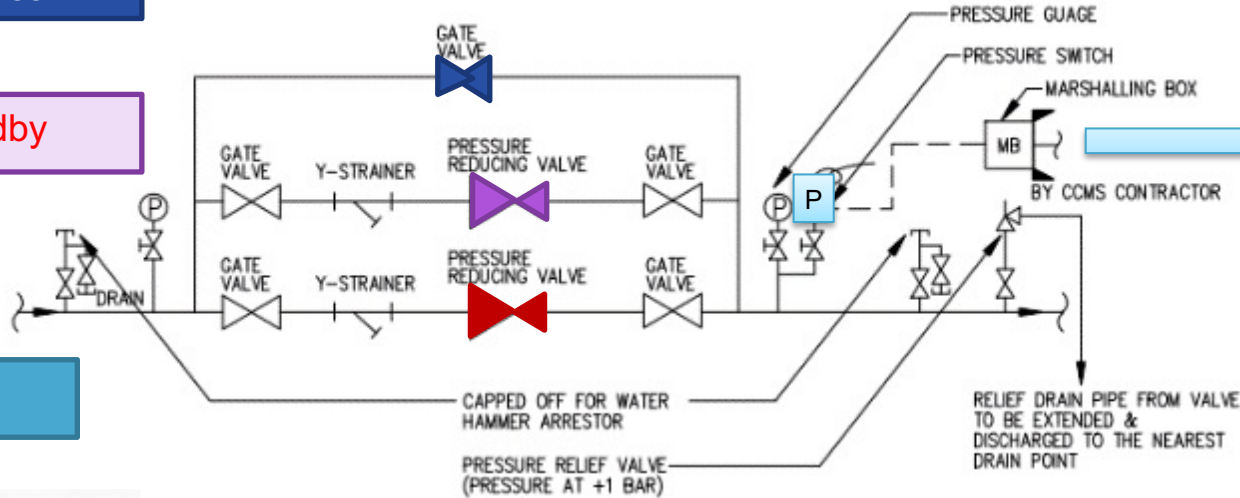 PRESSURE GUAGE
GATE
VALVE
PRESSURE SWITCH
MARSHALLING BOX
MB
BY CCMS CONTRACTOR
dby
GATE
VALVE
Y-STRAINER
PRESSURE
REDUCING VALVE
GATE
VALVE
P
P
P
GATE
VALVE
Y-STRAINER
PRESSURE
REDUCING VALVE
GATE
VALVE
DRAIN
CAPPED OFF FOR WATER
HAMMER ARRESTOR
PRESSURE RELIEF VALVE
(PRESSURE AT +1 BAR)
RELIEF DRAIN PIPE FROM VALVE
TO BE EXTENDED &
DISCHARGED TO THE NEAREST
DRAIN POINT